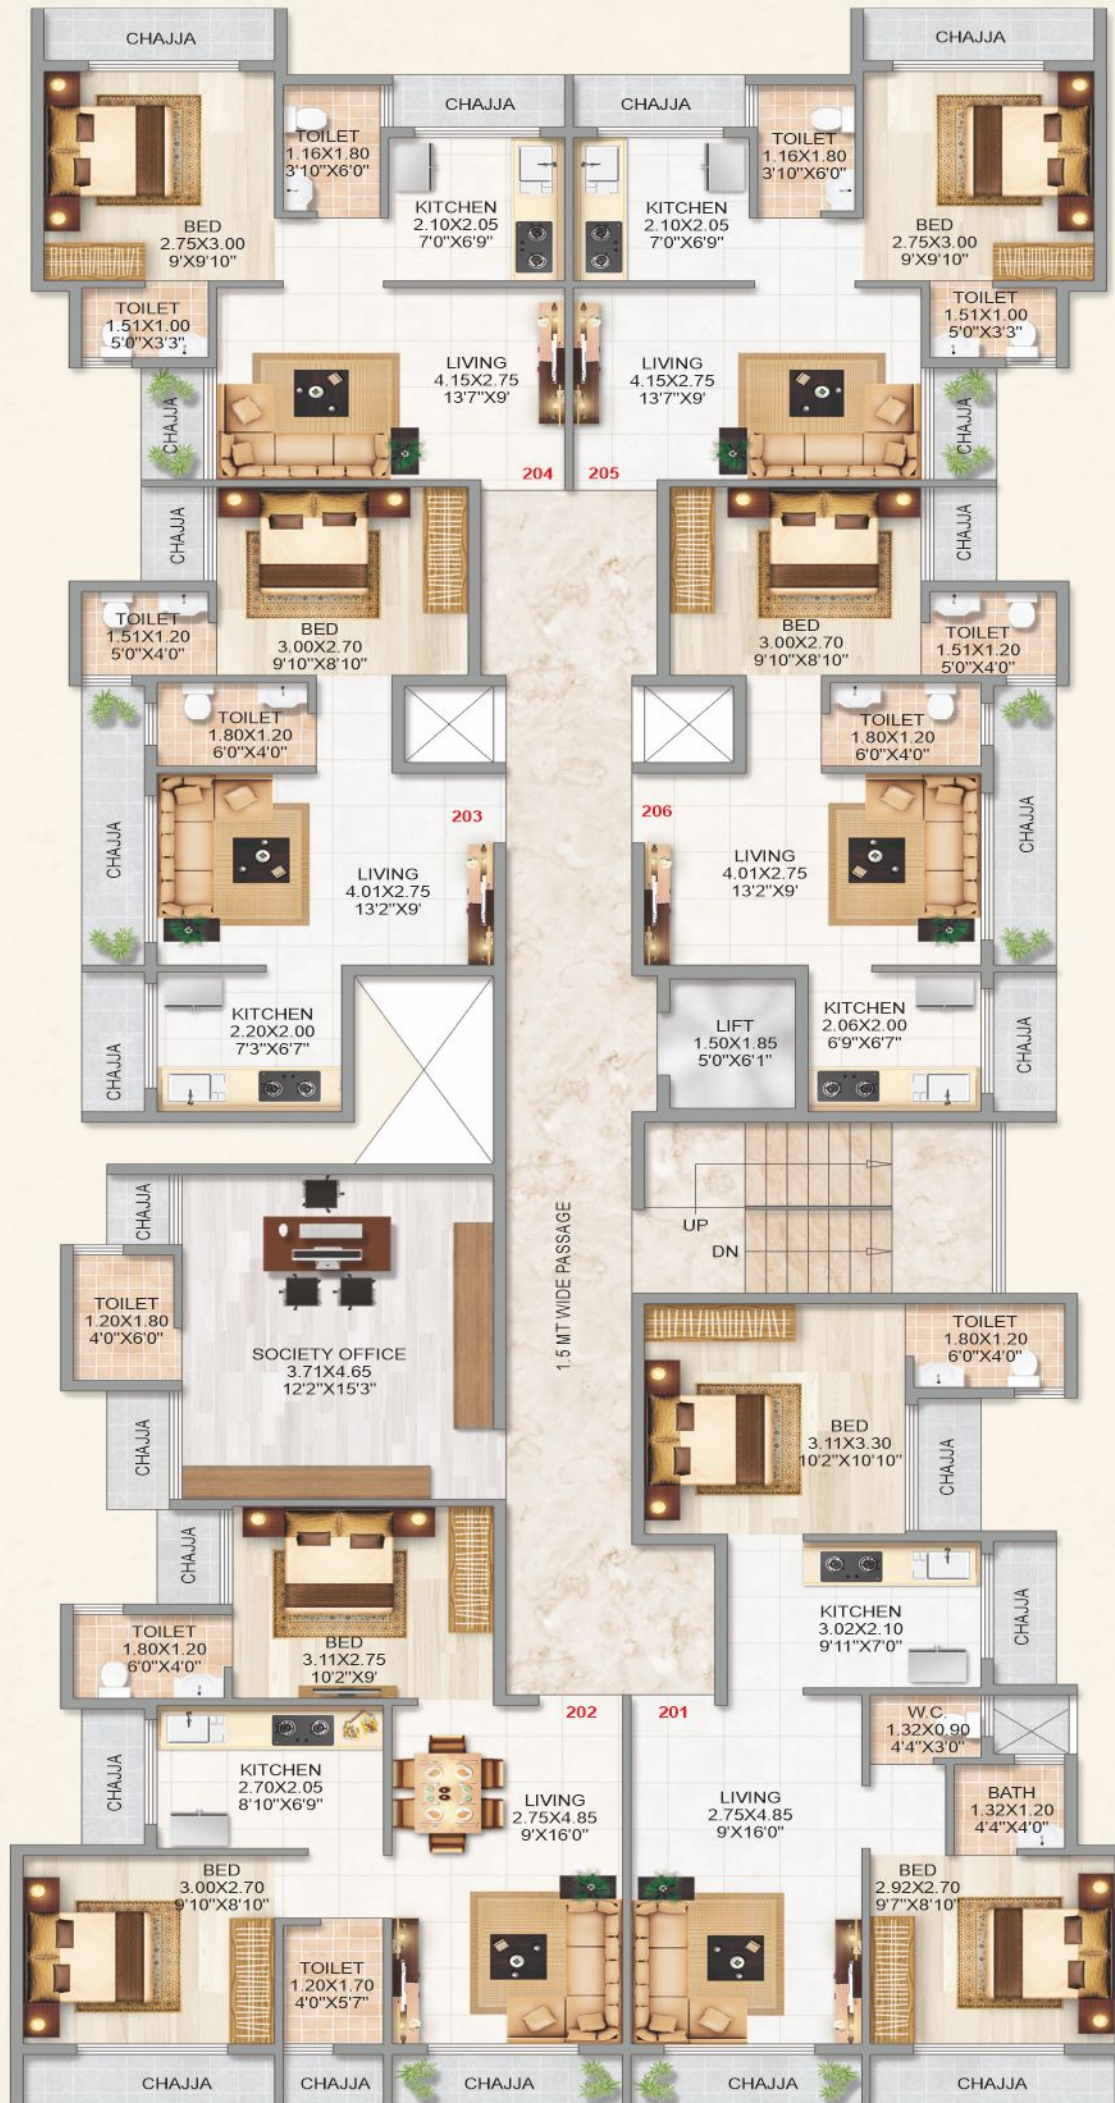 CHAJJA
CHAJJA
CHAJJA
CHAJJA
TOILET
1.16X1.80
3'10"X6'0"
TOILET
1.16X1.80
3'10"X6'0"
KITCHEN
2.10X2.05
7'0"X6'9"
KITCHEN
2.10X2.05
7'0"X6'9"
BED
2.75X3.00
9'X9'10"
BED
2.75X3.00
9'X9'10"
TOILET
1.51X1.00
5'0"X3'3"
TOILET
1.51X1.00
5'0"X3'3"
LIVING
4.15X2.75
13'7"X9'
LIVING
4.15X2.75
13'7"X9'
CHAJJA
CHAJJA
204
205
CHAJJA
CHAJJA
TOILET
1.51X1.20
5'0"X4'0"
BED
3.00X2.70
9'10"X8'10"
BED
3.00X2.70
9'10"X8'10"
TOILET
1.51X1.20
5'0"X4'0"
TOILET
1.80X1.20
6'0"X4'0"
TOILET
1.80X1.20
6'0"X4'0"
203
206
CHAJJA
LIVING
4.01X2.75
13'2"X9'
LIVING
4.01X2.75
13'2"X9'
CHAJJA
CHAJJA
KITCHEN
2.20X2.00
7'3"X6'7"
LIFT
1.50X1.85
5'0"X6'1"
KITCHEN
2.06X2.00
6'9"X6'7"
CHAJJA
CHAJJA
UP
DN
1.5 MT WIDE PASSAGE
TOILET
1.20X1.80
4'0"X6'0"
SOCIETY OFFICE
3.71X4.65
12'2"X15'3"
TOILET
1.80X1.20
6'0"X4'0"
BED
3.11X3.30
10'2"X10'10"
CHAJJA
CHAJJA
CHAJJA
TOILET
1.80X1.20
6'0"X4'0"
BED
3.11X2.75
10'2"X9'
KITCHEN
3.02X2.10
9'11"X7'0"
CHAJJA
202
201
W.C.
1.32X0.90
4'4"X3'0"
CHAJJA
KITCHEN
2.70X2.05
8'10"X6'9"
LIVING
2.75X4.85
9'X16'0"
LIVING
2.75X4.85
9'X16'0"
BATH
1.32X1.20
4'4"X4'0"
BED
3.00X2.70
9'10"X8'10"
BED
2.92X2.70
9'7"X8'10"
TOILET
1.20X1.70
4'0"X5'7"
CHAJJA
CHAJJA
CHAJJA
CHAJJA
CHAJJA